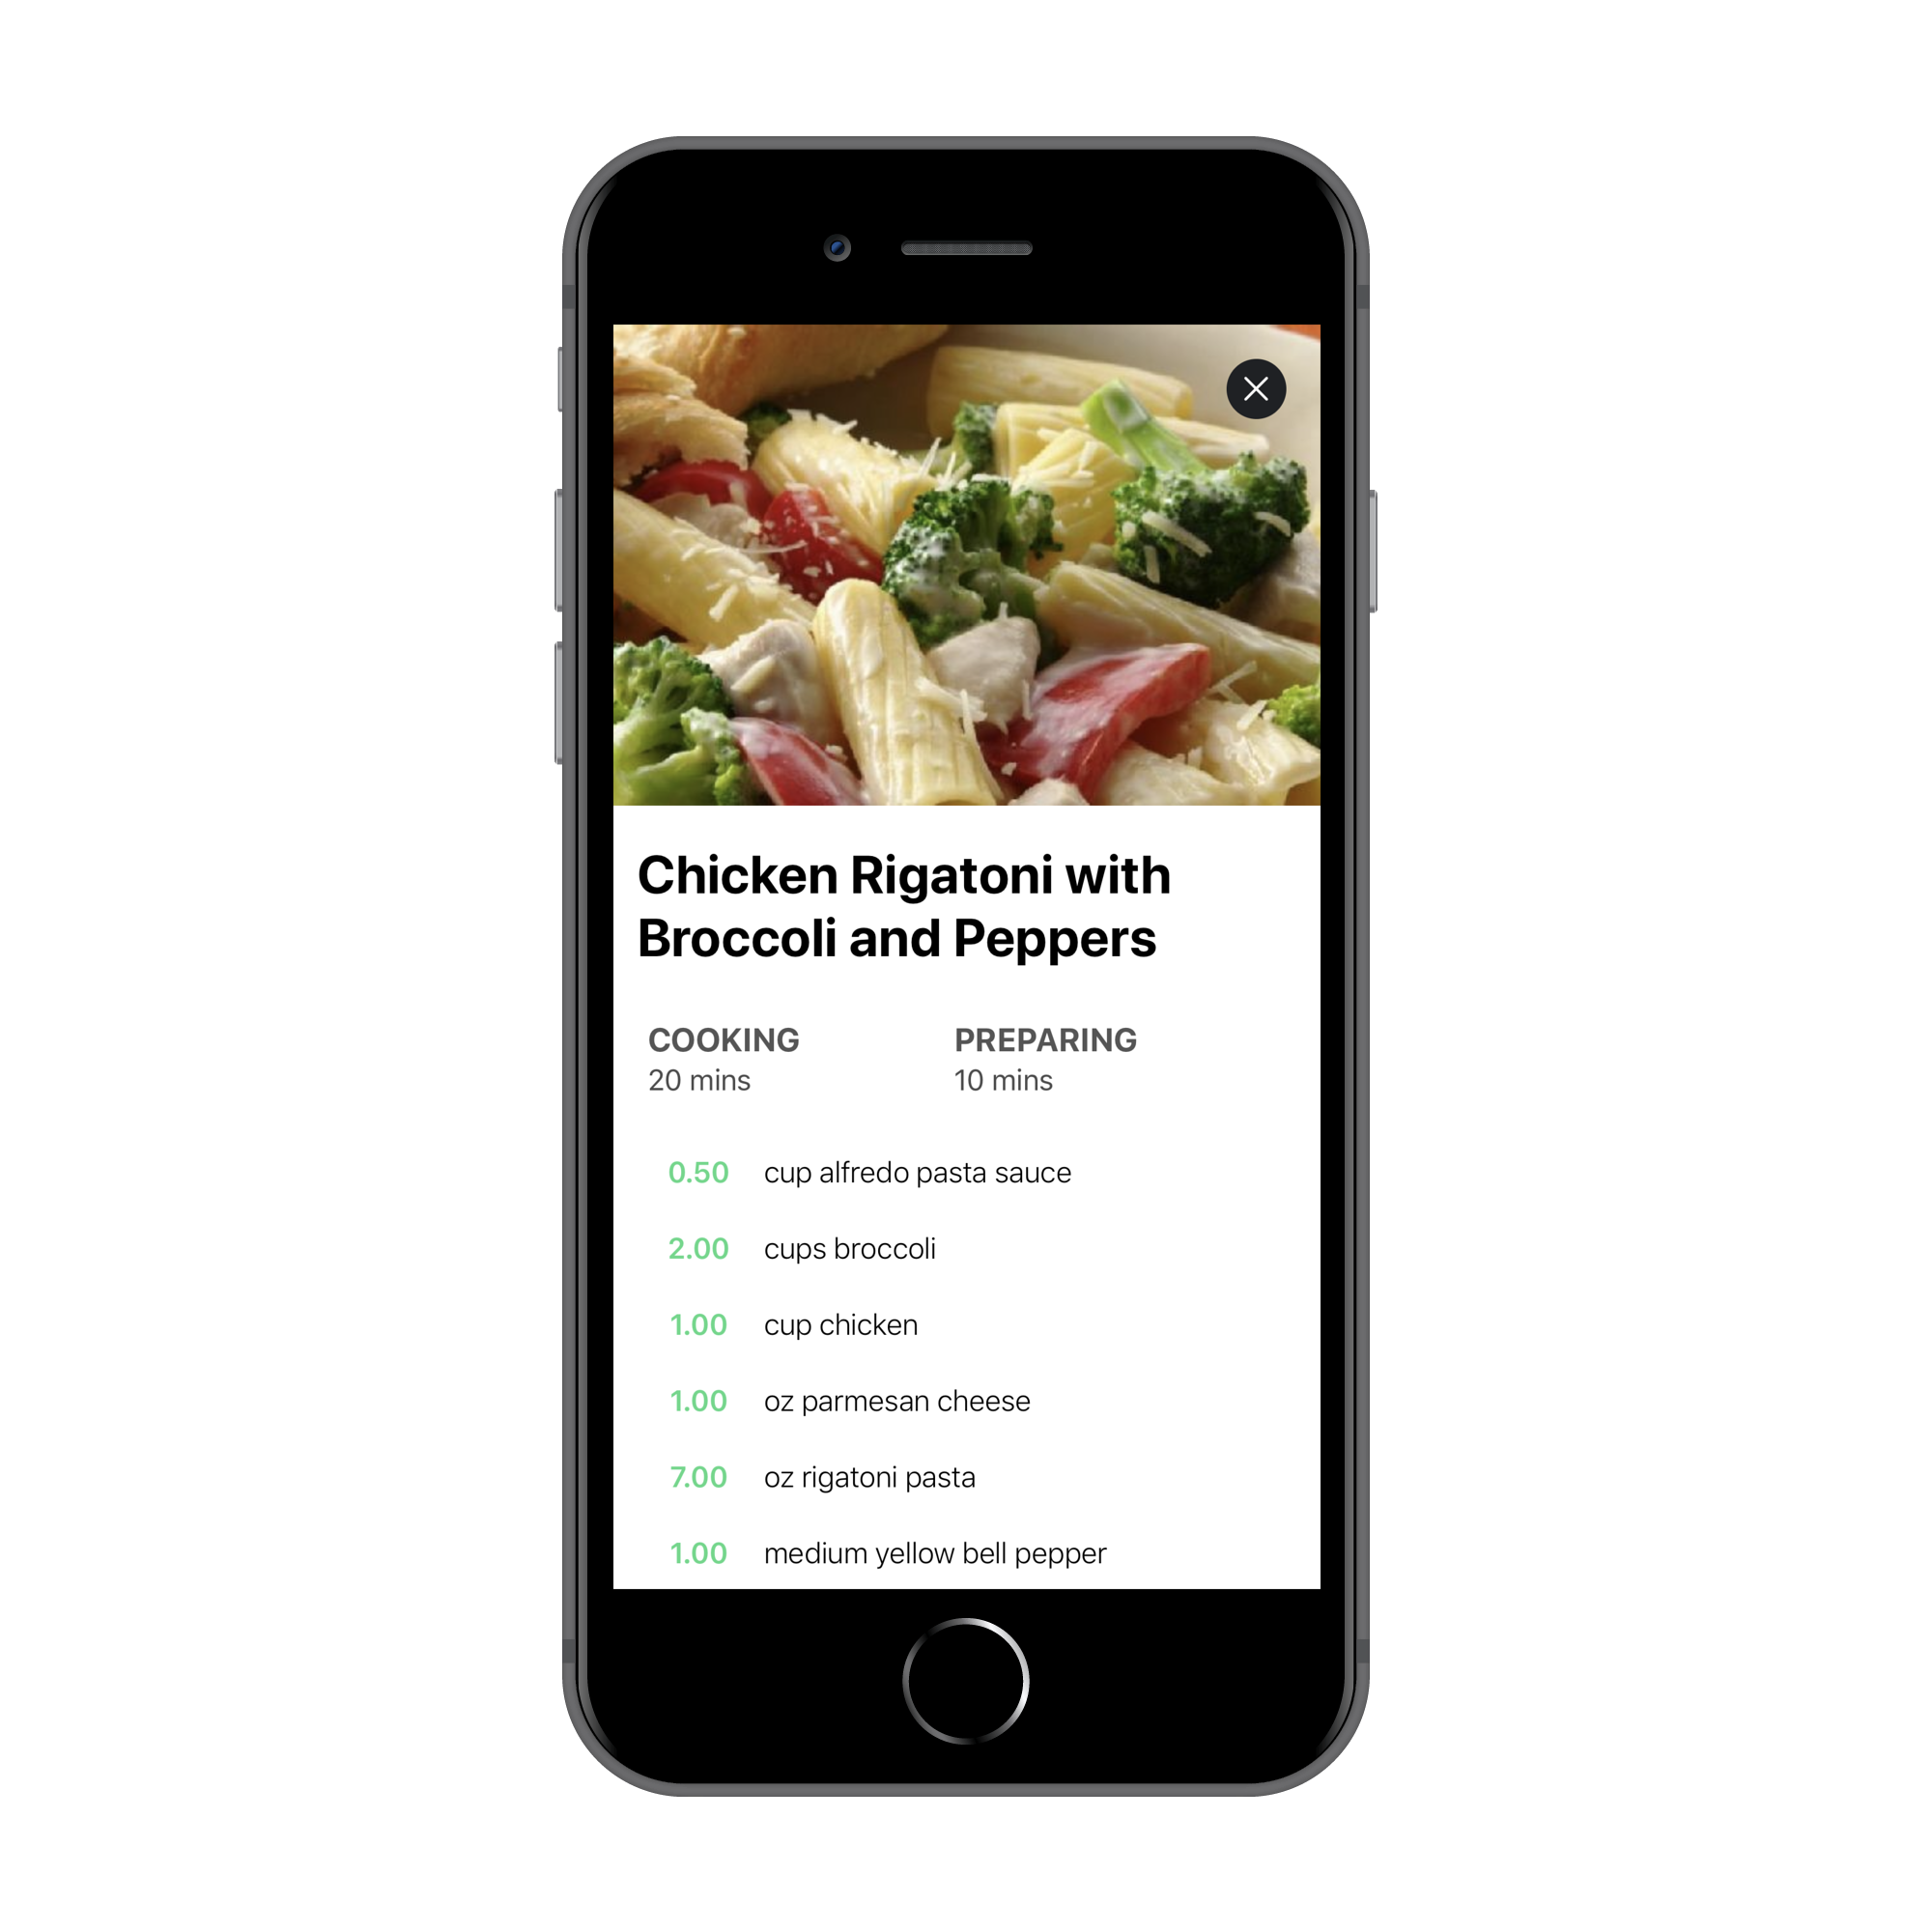 Chicken Rigatoni with
Broccoli and Peppers
COOKING
PREPARING
20 mins
10 mins
0.50 cup alfredo pasta sauce
2.00 cups broccoli
1.00 cup chicken
1.00 oz parmesan cheese
7.00 oz rigatoni pasta
1.00 medium yellow bell pepper